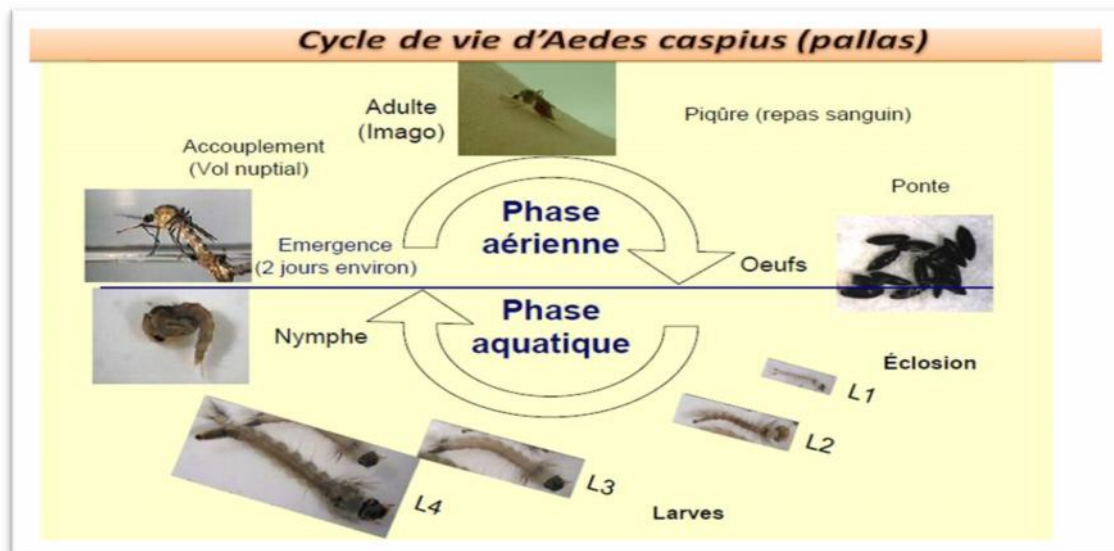 Cycle de vie d'Aedes caspius (pallas)
Adulte
(Imago)
Piqûre (repas sanguin)
Accouplement
(Vol nuptial)
Ponte
Phase
aérienne
Emergence
(2 jours environ)
Oeufs
Phase
aquatique
Nymphe
Éclosion
L1
L2
L3
L4
Larves